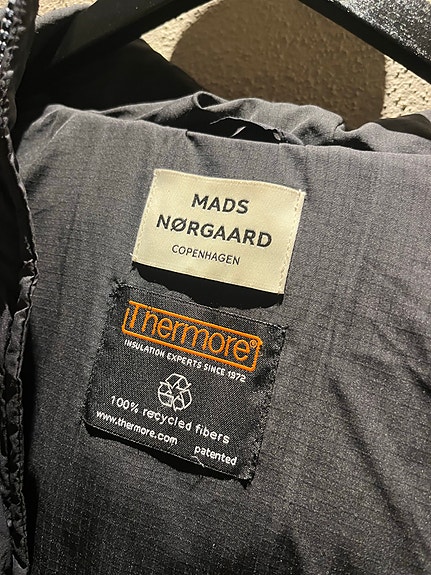 MADS
NØRGAARD
COPENHAGEN
Thermore®
INSULATION EXPERTS SINCE 1972
100% recycled fibers
www.thermore.com patented